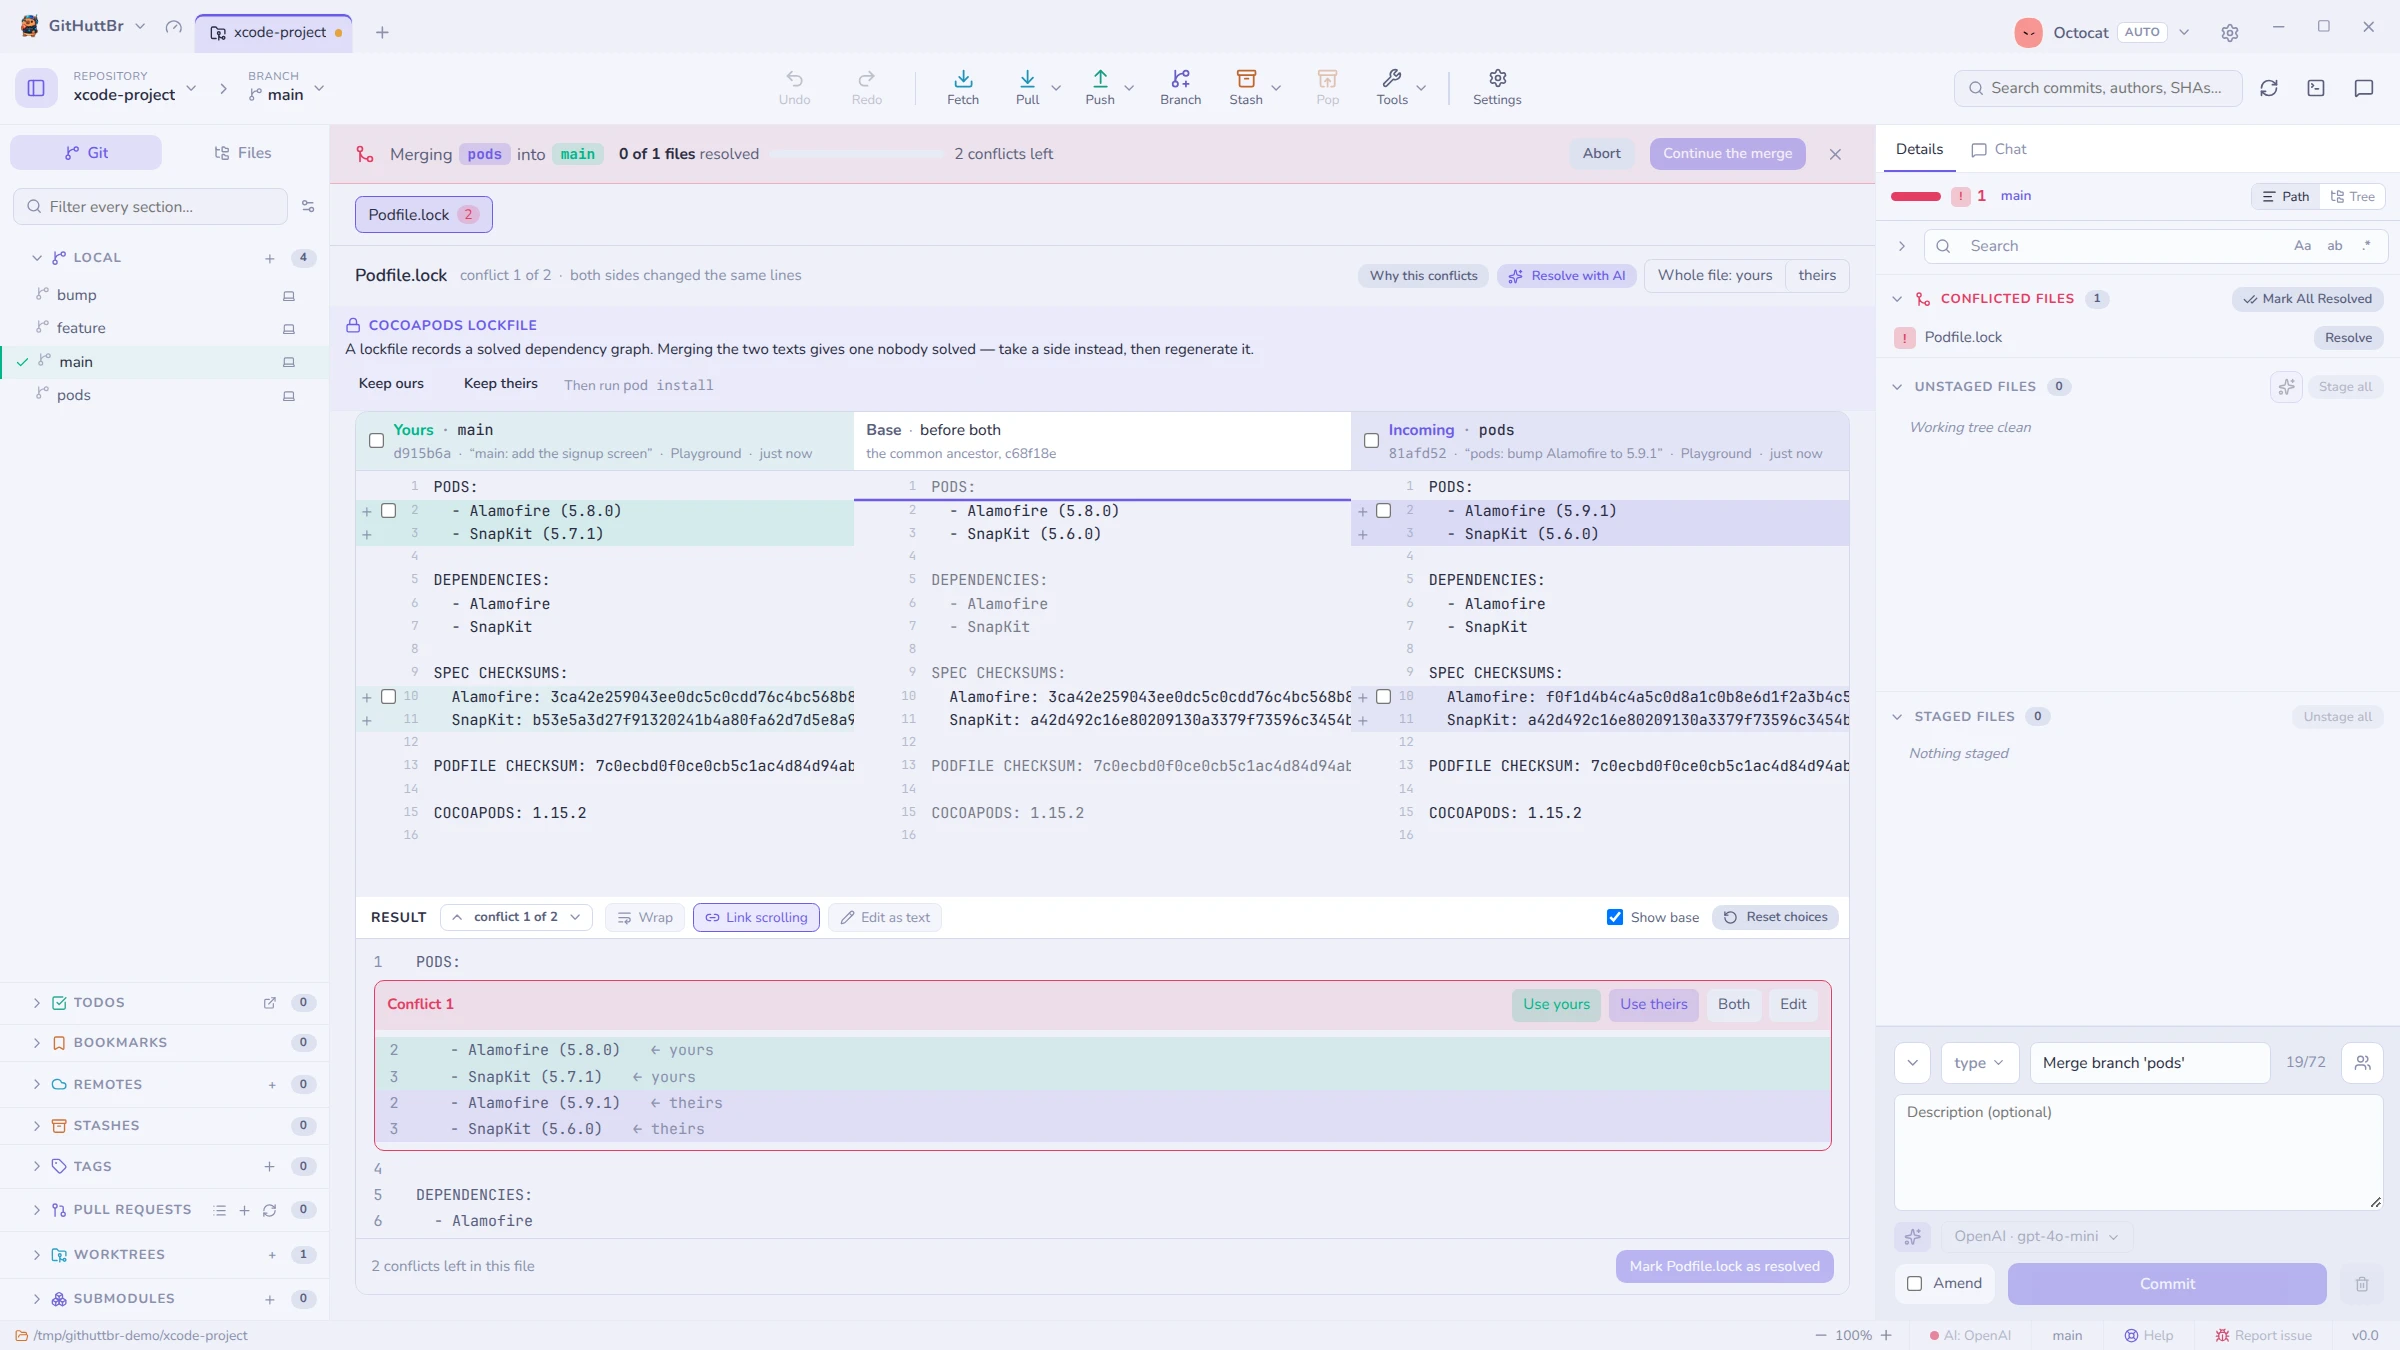 GitHuttBr
xcode-project
Octocat AUTO
REPOSITORY
xcode-project
BRANCH
main
Undo
Redo
Fetch
Pull
Push
Branch
Stash
Pop
Tools
Settings
Search commits, authors, SHAs...
Git
Files
Filter every section...
LOCAL 4
bump
feature
main
pods
TODOS 0
BOOKMARKS 0
REMOTES 0
STASHES 0
TAGS 0
PULL REQUESTS 0
WORKTREES 1
SUBMODULES 0
Merging pods into main 0 of 1 files resolved 2 conflicts left
Abort
Continue the merge
Podfile.lock 2
Podfile.lock conflict 1 of 2 · both sides changed the same lines
Why this conflicts
Resolve with AI
Whole file: yours
theirs
COCOAPODS LOCKFILE
A lockfile records a solved dependency graph. Merging the two texts gives one nobody solved — take a side instead, then regenerate it.
Keep ours
Keep theirs
Then run pod install
Yours · main
d915b6a · “main: add the signup screen” · Playground · just now
1 PODS:
+ 2 - Alamofire (5.8.0)
+ 3 - SnapKit (5.7.1)
4
5 DEPENDENCIES:
6 - Alamofire
7 - SnapKit
8
9 SPEC CHECKSUMS:
+ 10 Alamofire: 3ca42e259043ee0dc5c0cdd76c4bc568b8
+ 11 SnapKit: b53e5a3d27f91320241b4a80fa62d7d5e8a9
12
13 PODFILE CHECKSUM: 7c0ecbd0f0ce0cb5c1ac4d84d94ab
14
15 COCOAPODS: 1.15.2
16
Base · before both
the common ancestor, c68f18e
1 PODS:
2 - Alamofire (5.8.0)
3 - SnapKit (5.6.0)
4
5 DEPENDENCIES:
6 - Alamofire
7 - SnapKit
8
9 SPEC CHECKSUMS:
10 Alamofire: 3ca42e259043ee0dc5c0cdd76c4bc568b8
11 SnapKit: a42d492c16e80209130a3379f73596c3454b
12
13 PODFILE CHECKSUM: 7c0ecbd0f0ce0cb5c1ac4d84d94ab
14
15 COCOAPODS: 1.15.2
16
Incoming · pods
81afd52 · “pods: bump Alamofire to 5.9.1” · Playground · just now
1 PODS:
+ 2 - Alamofire (5.9.1)
+ 3 - SnapKit (5.6.0)
4
5 DEPENDENCIES:
6 - Alamofire
7 - SnapKit
8
9 SPEC CHECKSUMS:
+ 10 Alamofire: f0f1d4b4c4a5c0d8a1c0b8e6d1f2a3b4c5
+ 11 SnapKit: a42d492c16e80209130a3379f73596c3454b
12
13 PODFILE CHECKSUM: 7c0ecbd0f0ce0cb5c1ac4d84d94ab
14
15 COCOAPODS: 1.15.2
16
RESULT
conflict 1 of 2
Wrap
Link scrolling
Edit as text
Show base
Reset choices
1 PODS:
Conflict 1
Use yours
Use theirs
Both
Edit
2 - Alamofire (5.8.0) ← yours
3 - SnapKit (5.7.1) ← yours
2 - Alamofire (5.9.1) ← theirs
3 - SnapKit (5.6.0) ← theirs
4
5 DEPENDENCIES:
6 - Alamofire
2 conflicts left in this file
Mark Podfile.lock as resolved
Details
Chat
! 1 main
Path
Tree
Search
Aa ab .*
CONFLICTED FILES 1
Mark All Resolved
! Podfile.lock
Resolve
UNSTAGED FILES 0
Stage all
Working tree clean
STAGED FILES 0
Unstage all
Nothing staged
type
Merge branch 'pods'
19/72
Description (optional)
OpenAI · gpt-4o-mini
Amend
Commit
/tmp/githuttbr-demo/xcode-project
100%
AI: OpenAI
main
Help
Report issue
v0.0